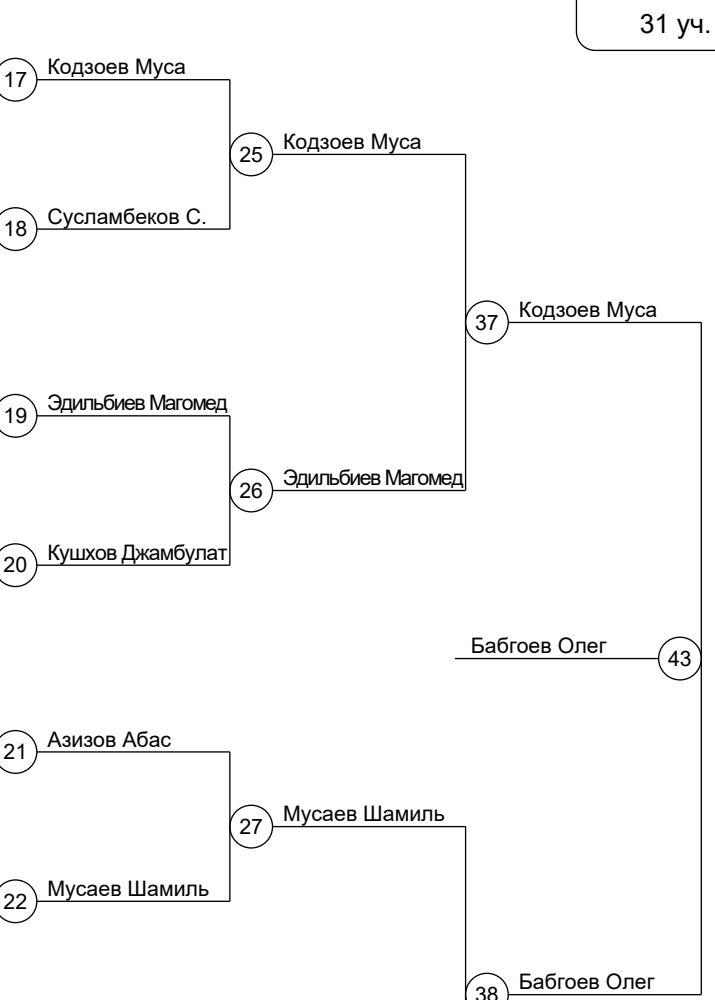 31 уч.
17 Кодзоев Муса
25 Кодзоев Муса
18 Сусламбеков С.
37 Кодзоев Муса
19 Эдильбиев Магомед
26 Эдильбиев Магомед
20 Кушхов Джамбулат
Бабгоев Олег 43
21 Азизов Абас
27 Мусаев Шамиль
22 Мусаев Шамиль
38 Бабгоев Олег